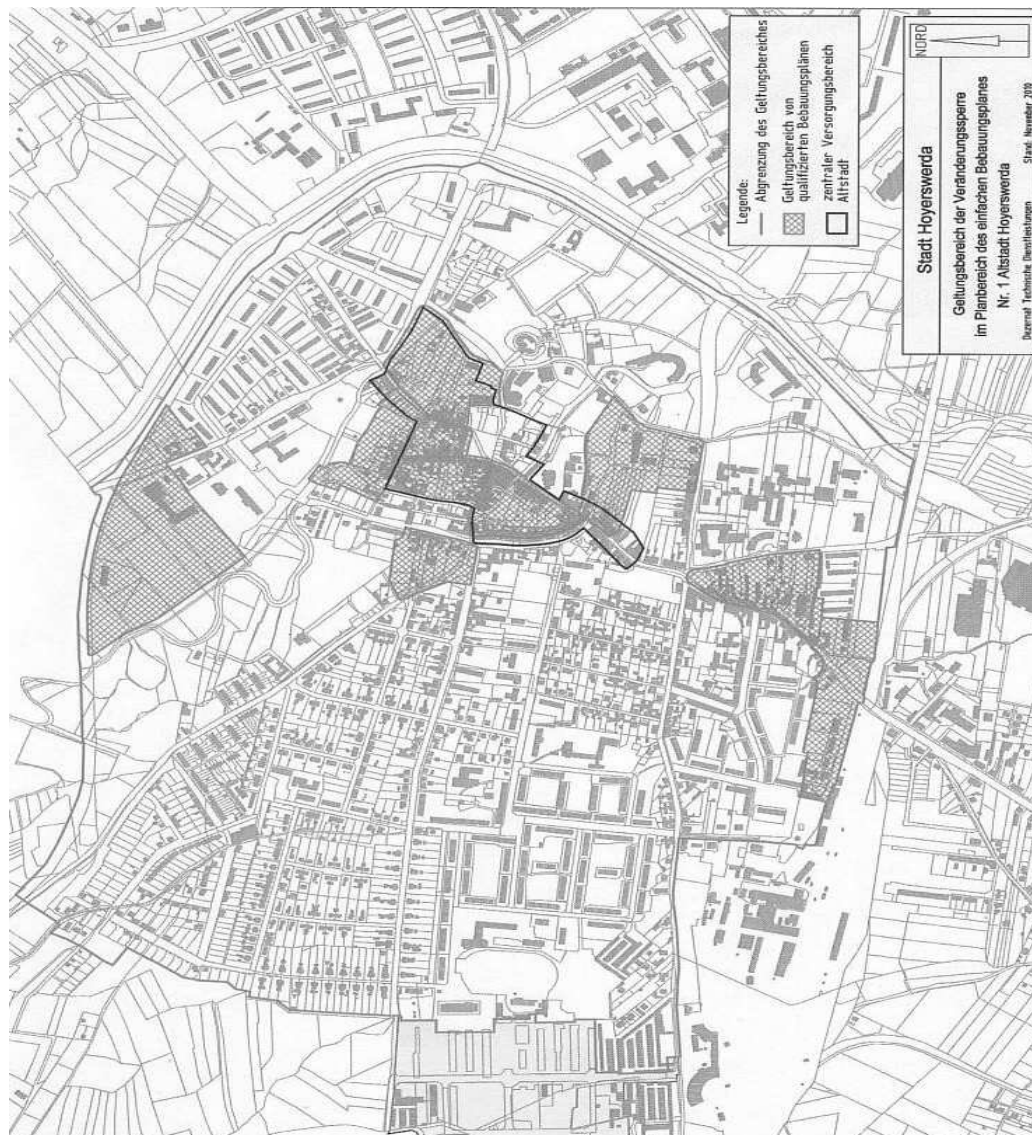 Legende:
Abgrenzung des Geltungsbereiches
Geltungsbereich von
qualifizierten Bebauungsplänen
zentraler Versorgungsbereich
Altstadt
Stadt Hoyerswerda
NORD
Geltungsbereich der Veränderungssperre
im Planbereich des einfachen Bebauungsplanes
Nr. 1 Altstadt Hoyerswerda
Dezernat Technische Dienstleistungen Stand: November 2010